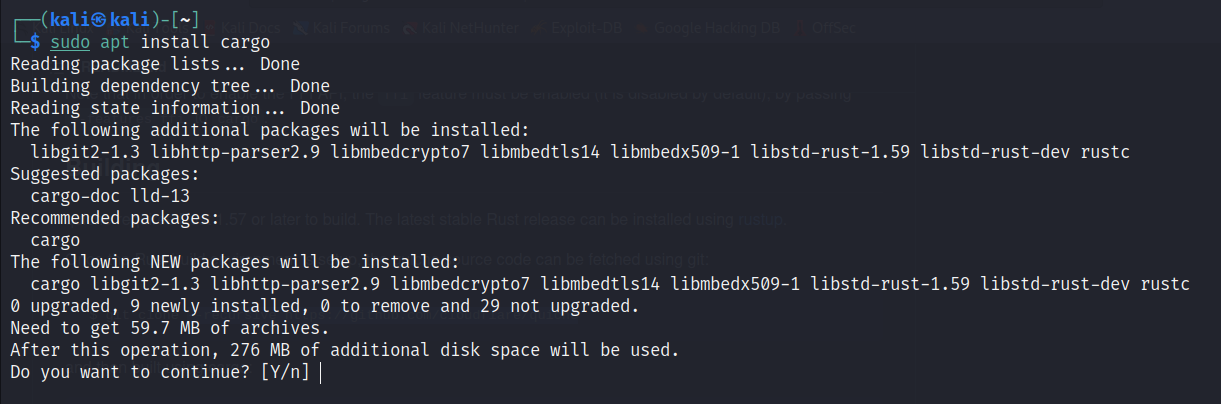 ┌──(kali㉿kali)-[~]
└─$ sudo apt install cargo
Reading package lists... Done
Building dependency tree... Done
Reading state information... Done
The following additional packages will be installed:
  libgit2-1.3 libhttp-parser2.9 libmbedcrypto7 libmbedtls14 libmbedx509-1 libstd-rust-1.59 libstd-rust-dev rustc
Suggested packages:
  cargo-doc lld-13
Recommended packages:
  cargo
The following NEW packages will be installed:
  cargo libgit2-1.3 libhttp-parser2.9 libmbedcrypto7 libmbedtls14 libmbedx509-1 libstd-rust-1.59 libstd-rust-dev rustc
0 upgraded, 9 newly installed, 0 to remove and 29 not upgraded.
Need to get 59.7 MB of archives.
After this operation, 276 MB of additional disk space will be used.
Do you want to continue? [Y/n]